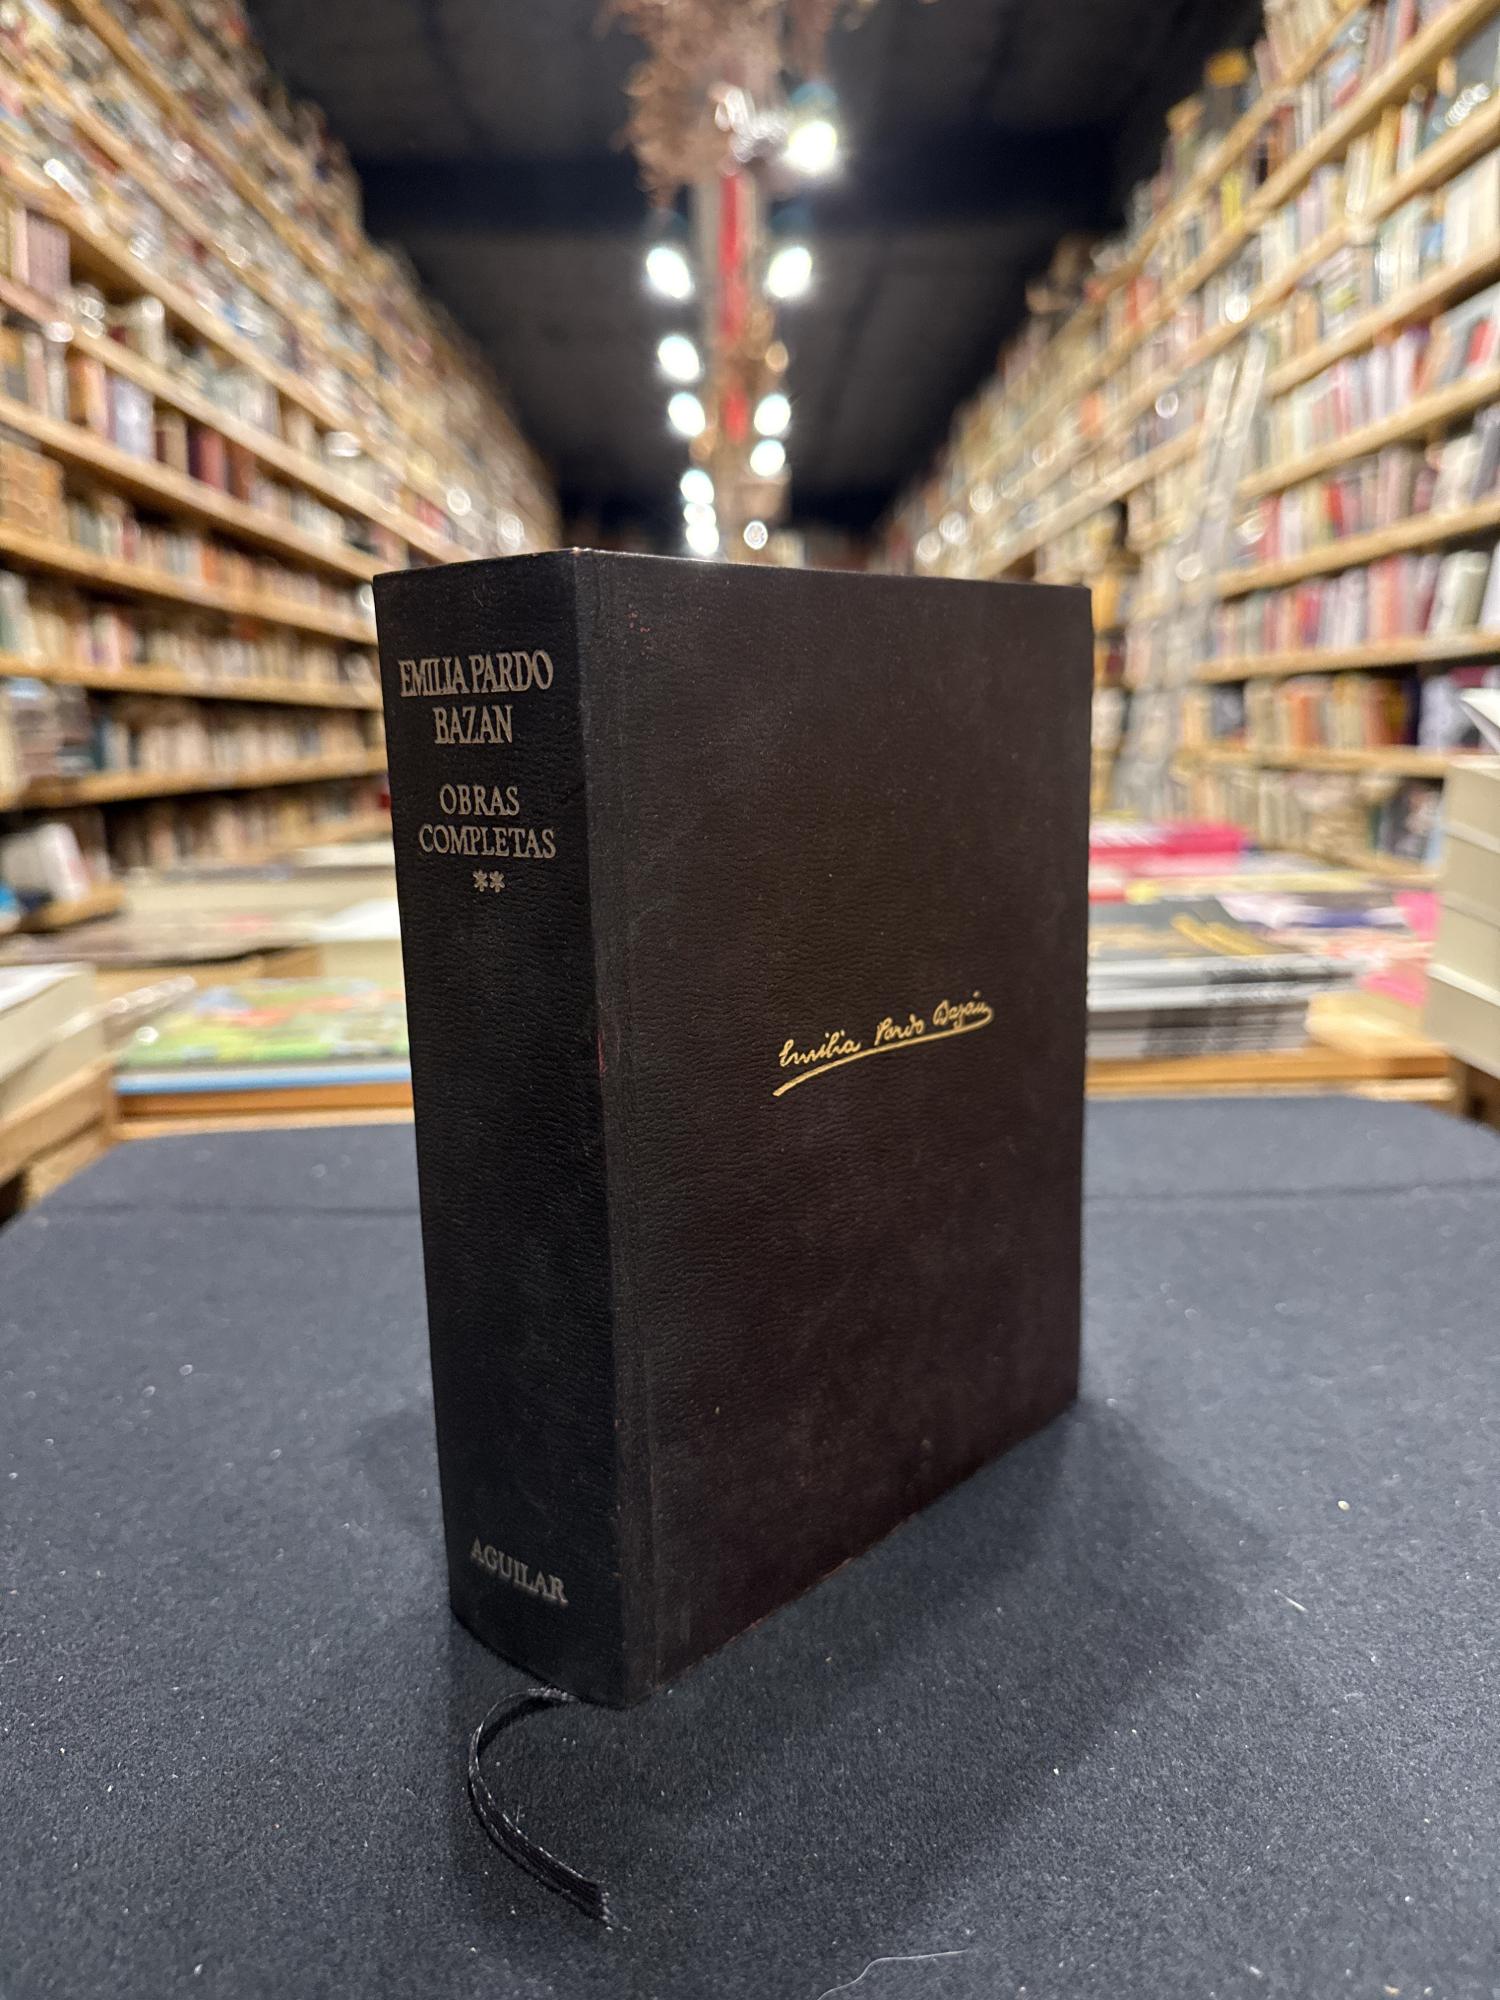 EMILIA PARDO
BAZAN
OBRAS
COMPLETAS
**
AGUILAR
Emilia Pardo Bazán